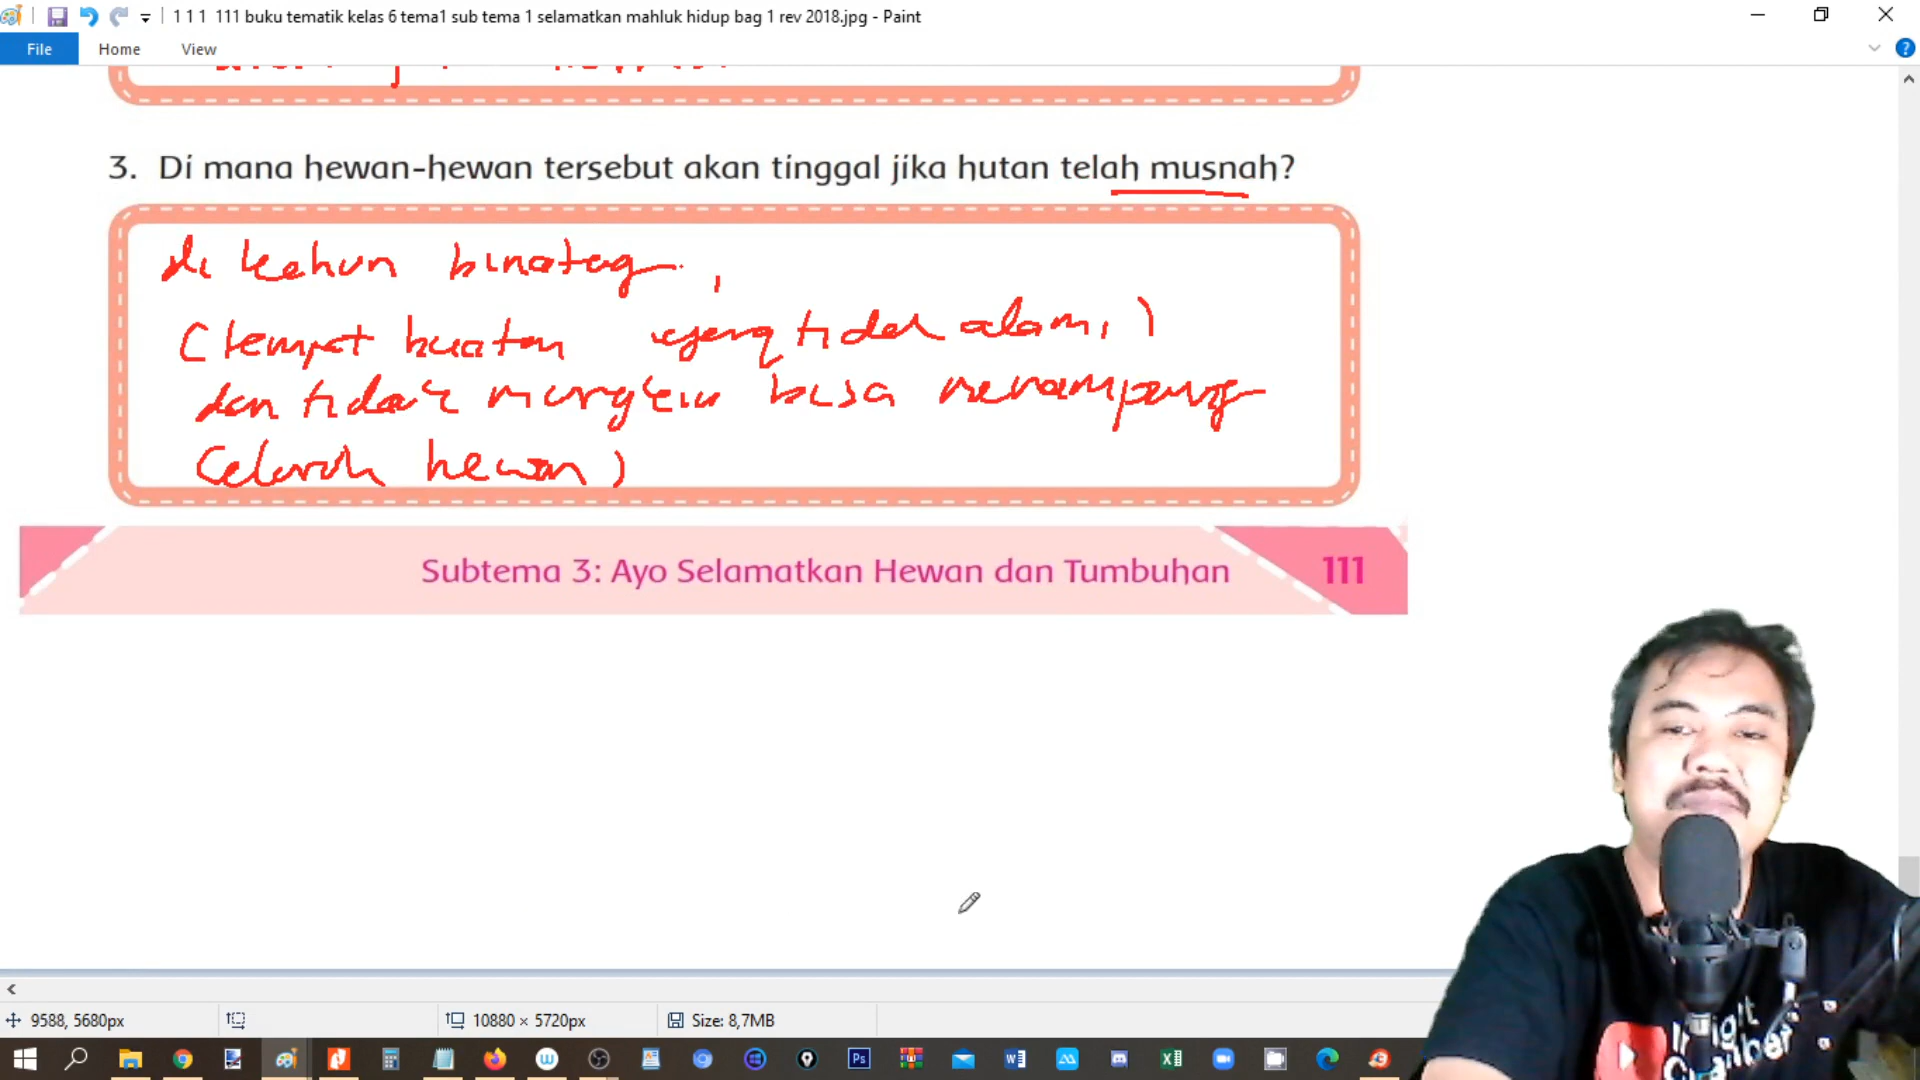 1 1 1  111 buku tematik kelas 6 tema1 sub tema 1 selamatkan mahluk hidup bag 1 rev 2018.jpg - Paint
File Home View
3. Di mana hewan-hewan tersebut akan tinggal jika hutan telah musnah?
di kebun binatag,
(tempat buatan yang tidak alami)
dan tidak mungkin bisa menampung
seluruh hewan)
Subtema 3: Ayo Selamatkan Hewan dan Tumbuhan 111
9588, 5680px 10880 × 5720px Size: 8,7MB